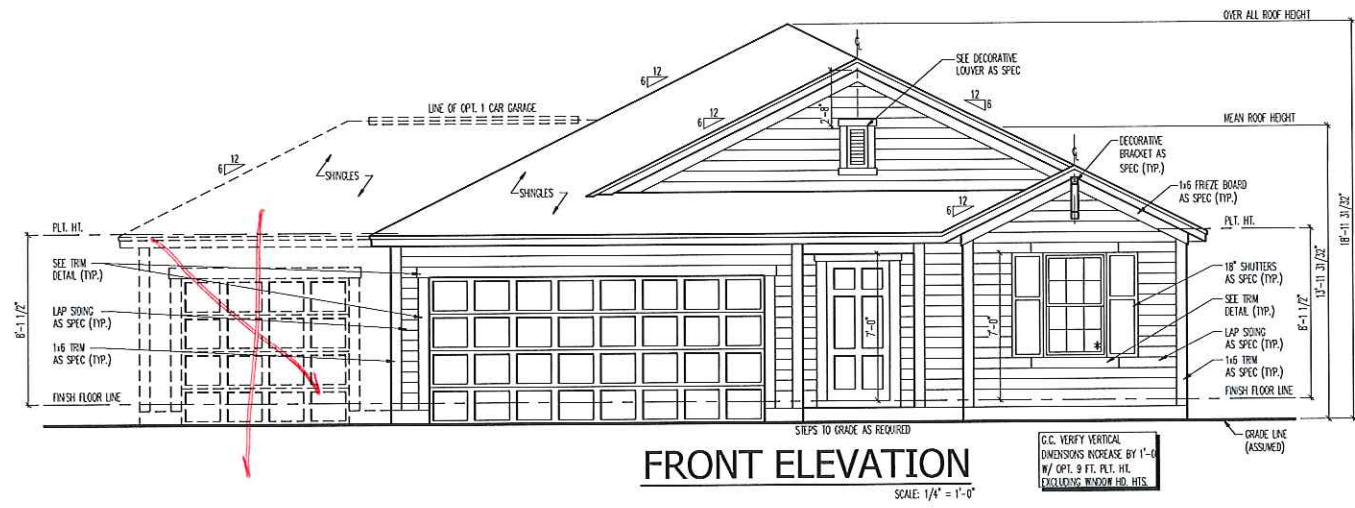 OVER ALL ROOF HEIGHT
12
6
SEE DECORATIVE
LOUVER AS SPEC
12
6
LINE OF OPT. 1 CAR GARAGE
12
6
2'-8"
MEAN ROOF HEIGHT
DECORATIVE
BRACKET AS
SPEC (TYP.)
12
6
SHINGLES
SHINGLES
1x6 FREZE BOARD
AS SPEC (TYP.)
12
6
PLT. HT.
PLT. HT.
18'-11 31/32"
13'-11 31/32"
SEE TRIM
DETAIL (TYP.)
18" SHUTTERS
AS SPEC (TYP.)
8'-1 1/2"
LAP SIDING
AS SPEC (TYP.)
SEE TRIM
DETAIL (TYP.)
8'-1 1/2"
7'-0"
7'-0"
1x6 TRM
AS SPEC (TYP.)
LAP SIDING
AS SPEC (TYP.)
*
1x6 TRIM
AS SPEC (TYP.)
FINISH FLOOR LINE
FINISH FLOOR LINE
STEPS TO GRADE AS REQUIRED
GRADE LINE
(ASSUMED)
FRONT ELEVATION
SCALE: 1/4" = 1'-0"
G.C. VERIFY VERTICAL
DIMENSIONS INCREASE BY 1'-0
W/ OPT. 9 FT. PLT. HT.
EXCLUDING WINDOW HD. HTS.